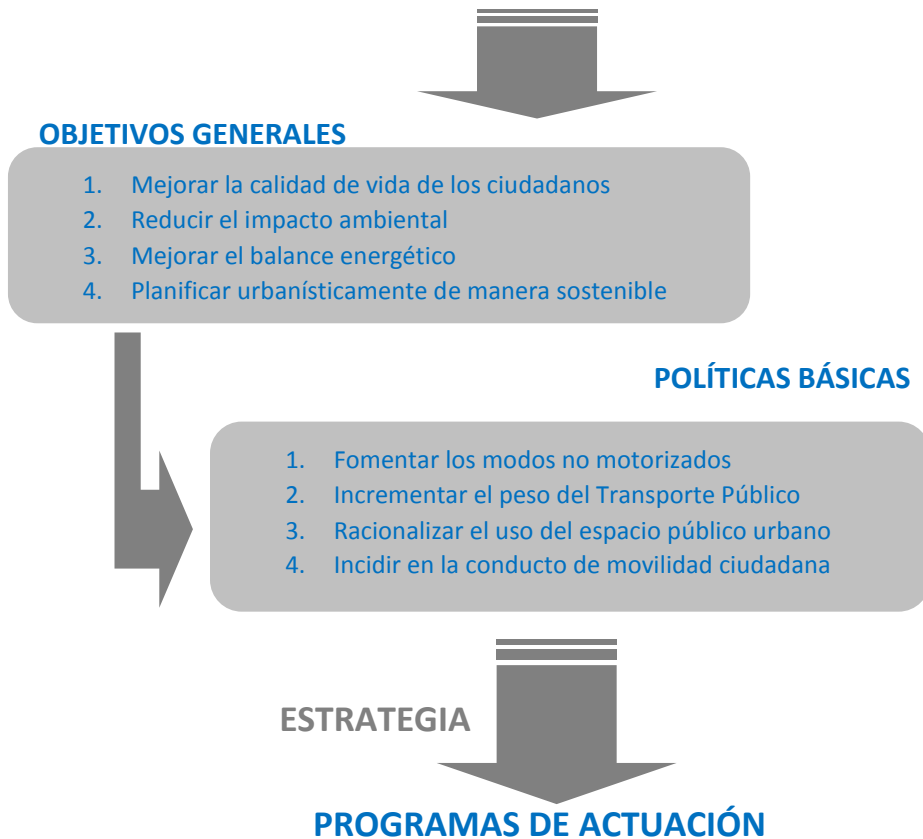 OBJETIVOS GENERALES
1. Mejorar la calidad de vida de los ciudadanos
2. Reducir el impacto ambiental
3. Mejorar el balance energético
4. Planificar urbanísticamente de manera sostenible
POLÍTICAS BÁSICAS
1. Fomentar los modos no motorizados
2. Incrementar el peso del Transporte Público
3. Racionalizar el uso del espacio público urbano
4. Incidir en la conducto de movilidad ciudadana
ESTRATEGIA
PROGRAMAS DE ACTUACIÓN